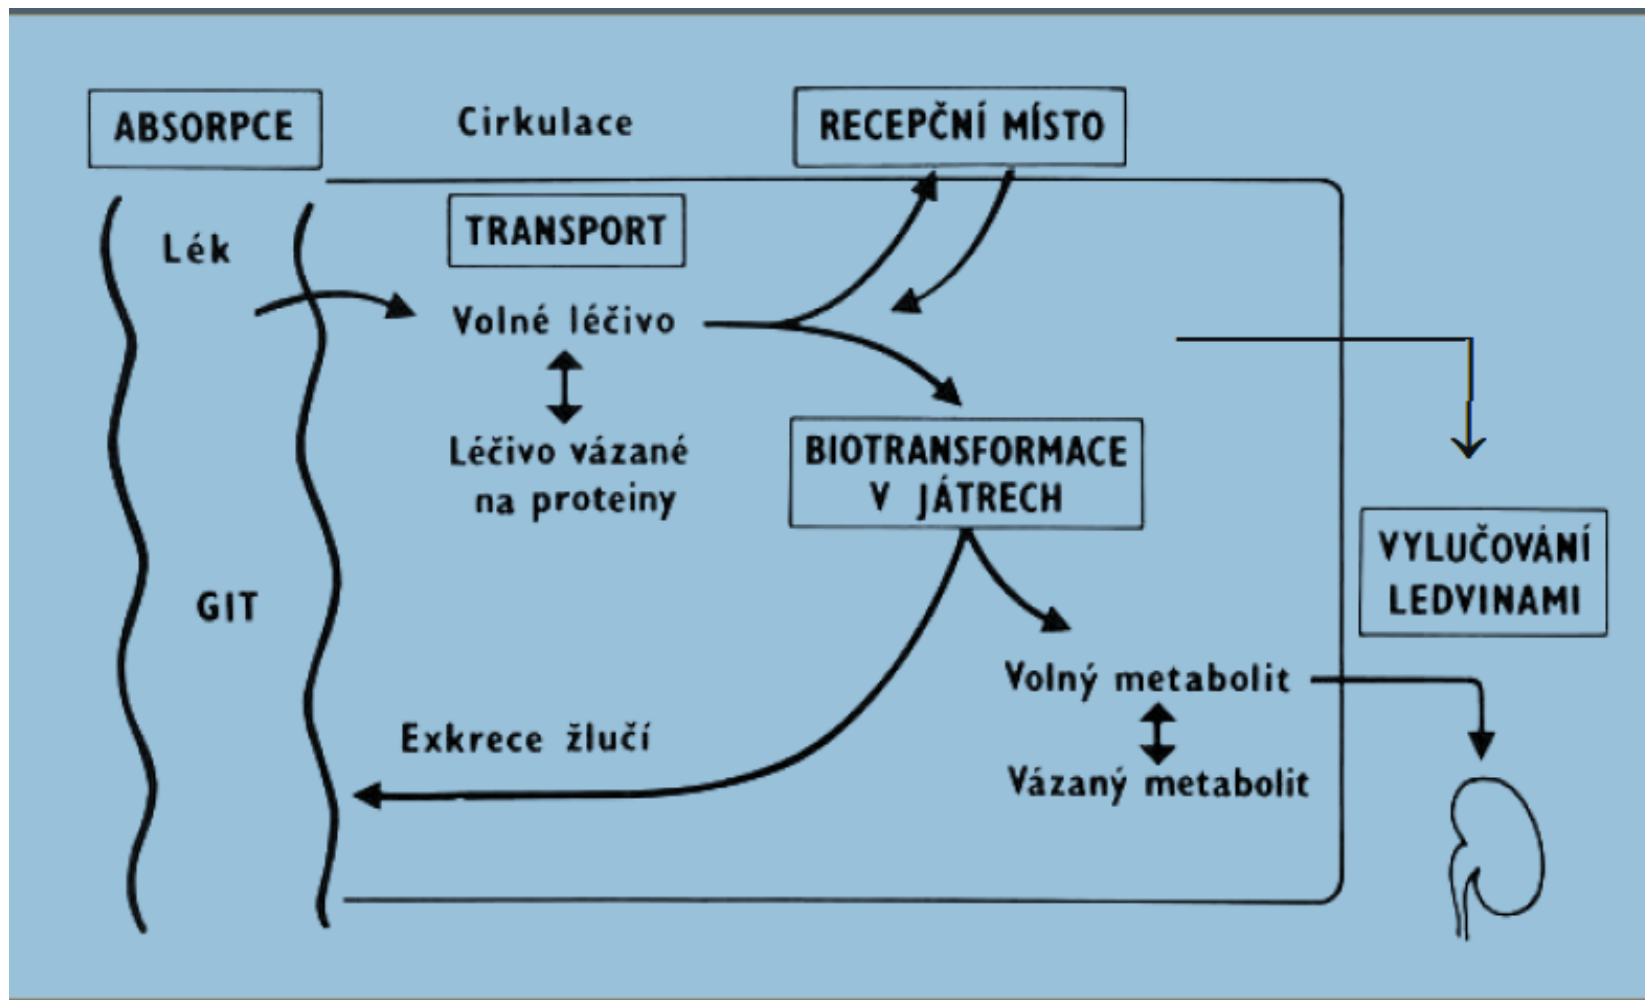 ABSORPCE
Cirkulace
RECEPČNÍ MÍSTO
TRANSPORT
Lék
Volné léčivo
Léčivo vázané
na proteiny
BIOTRANSFORMACE
V JÁTRECH
VYLUČOVÁNÍ
LEDVINAMI
GIT
Volný metabolit
Exkrece žlučí
Vázaný metabolit